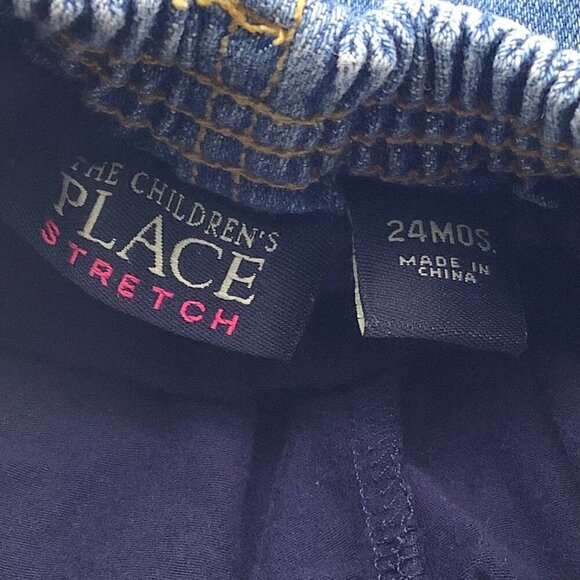 THE CHILDREN'S
PLACE
STRETCH
24MOS.
MADE IN
CHINA